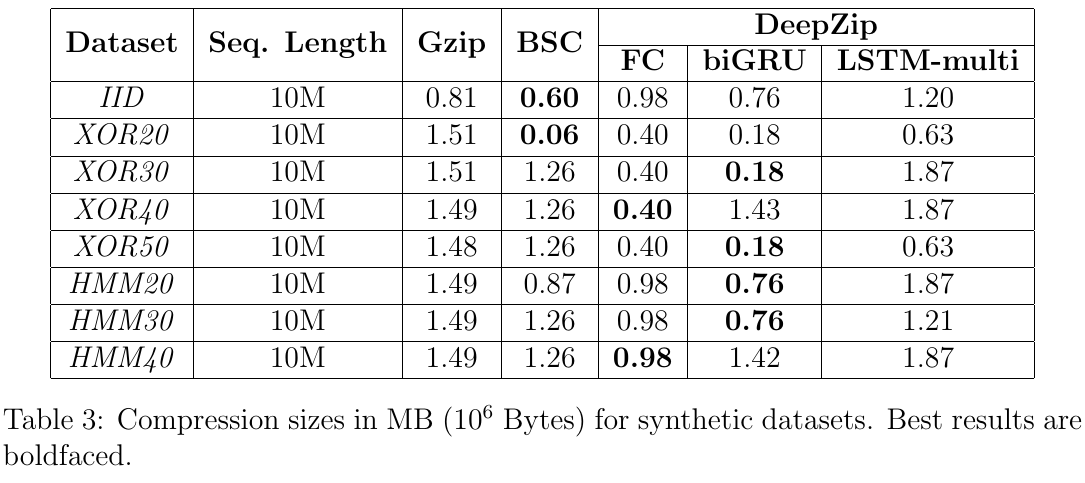 Dataset Seq. Length Gzip BSC DeepZip
FC biGRU LSTM-multi
IID 10M 0.81 0.60 0.98 0.76 1.20
XOR20 10M 1.51 0.06 0.40 0.18 0.63
XOR30 10M 1.51 1.26 0.40 0.18 1.87
XOR40 10M 1.49 1.26 0.40 1.43 1.87
XOR50 10M 1.48 1.26 0.40 0.18 0.63
HMM20 10M 1.49 0.87 0.98 0.76 1.87
HMM30 10M 1.49 1.26 0.98 0.76 1.21
HMM40 10M 1.49 1.26 0.98 1.42 1.87
Table 3: Compression sizes in MB (10⁶ Bytes) for synthetic datasets. Best results are
boldfaced.